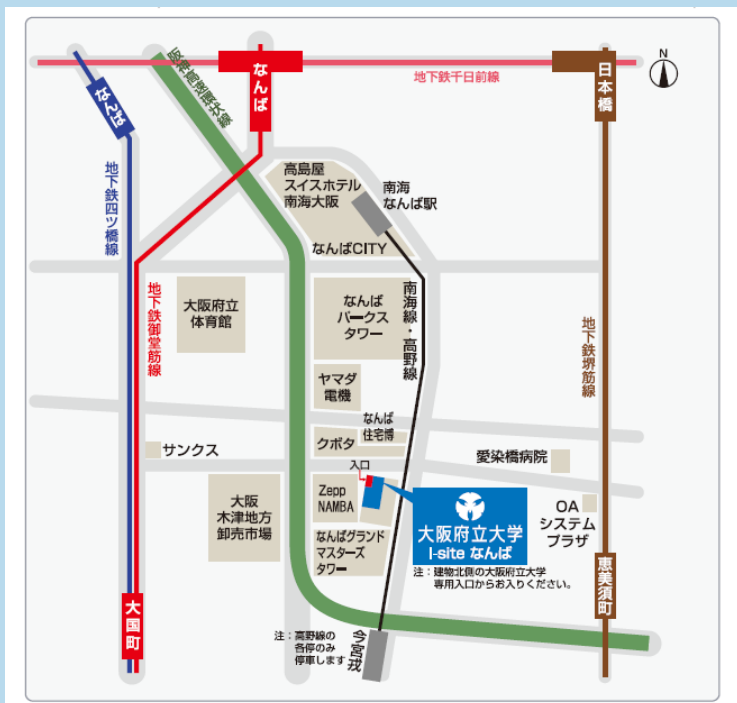 なんば
阪神高速環状線
なんば
地下鉄千日前線
日本橋
N
地下鉄四ツ橋線
高島屋
スイスホテル
南海大阪
南海
なんば駅
なんばCITY
地下鉄御堂筋線
大阪府立
体育館
なんば
パークス
タワー
南海線・高野線
地下鉄堺筋線
ヤマダ
電機
なんば
住宅博
クボタ
サンクス
入口
愛染橋病院
大阪
木津地方
卸売市場
Zepp
NAMBA
大阪府立大学
I-site なんば
OA
システム
プラザ
なんばグランド
マスターズ
タワー
注：建物北側の大阪府立大学
専用入口からお入りください。
恵美須町
大国町
注：高野線の
各停のみ
停車します
今宮戎